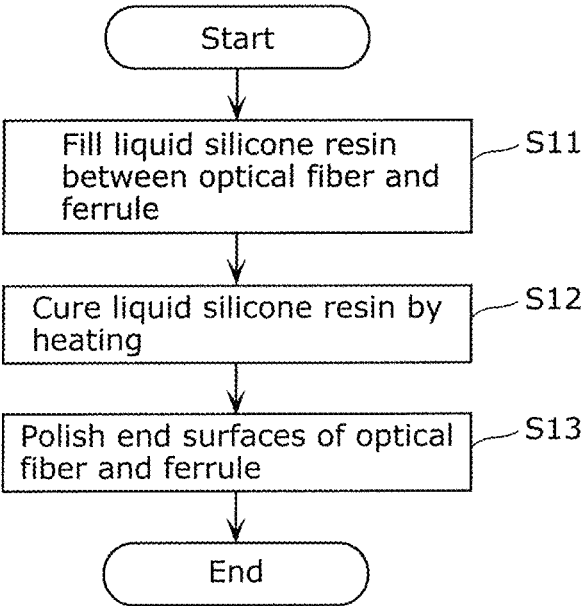 Start
Fill liquid silicone resin
between optical fiber and
ferrule
S11
Cure liquid silicone resin by
heating
S12
Polish end surfaces of optical
fiber and ferrule
S13
End